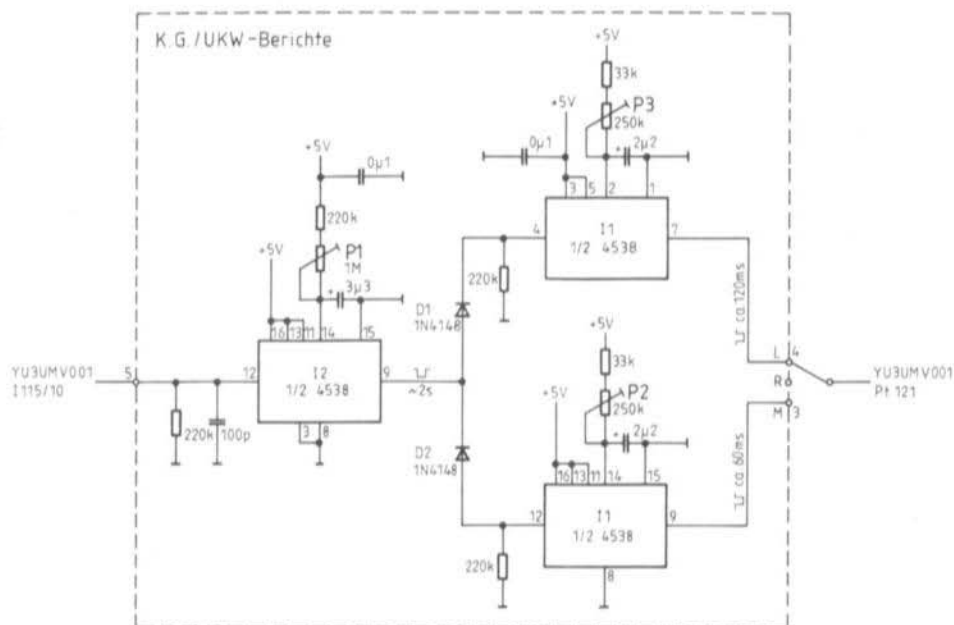 K.G./UKW-Berichte
+5V
33k
P3
250k
+5V
0µ1
2µ2
3 5 2 1
4
I1
1/2 4538
7
+5V
0µ1
220k
+5V
P1
1M
3µ3
16 13 11 14 15
220k
D1
1N4148
ca. 120ms
YU3UMV001
I115/10
5
12
I2
1/2 4538
9
~2s
3 8
220k
100p
L 4
R
M 3
YU3UMV001
Pt 121
+5V
33k
P2
250k
+5V
2µ2
D2
1N4148
16 13 11 14 15
12
I1
1/2 4538
9
ca. 60ms
220k
8